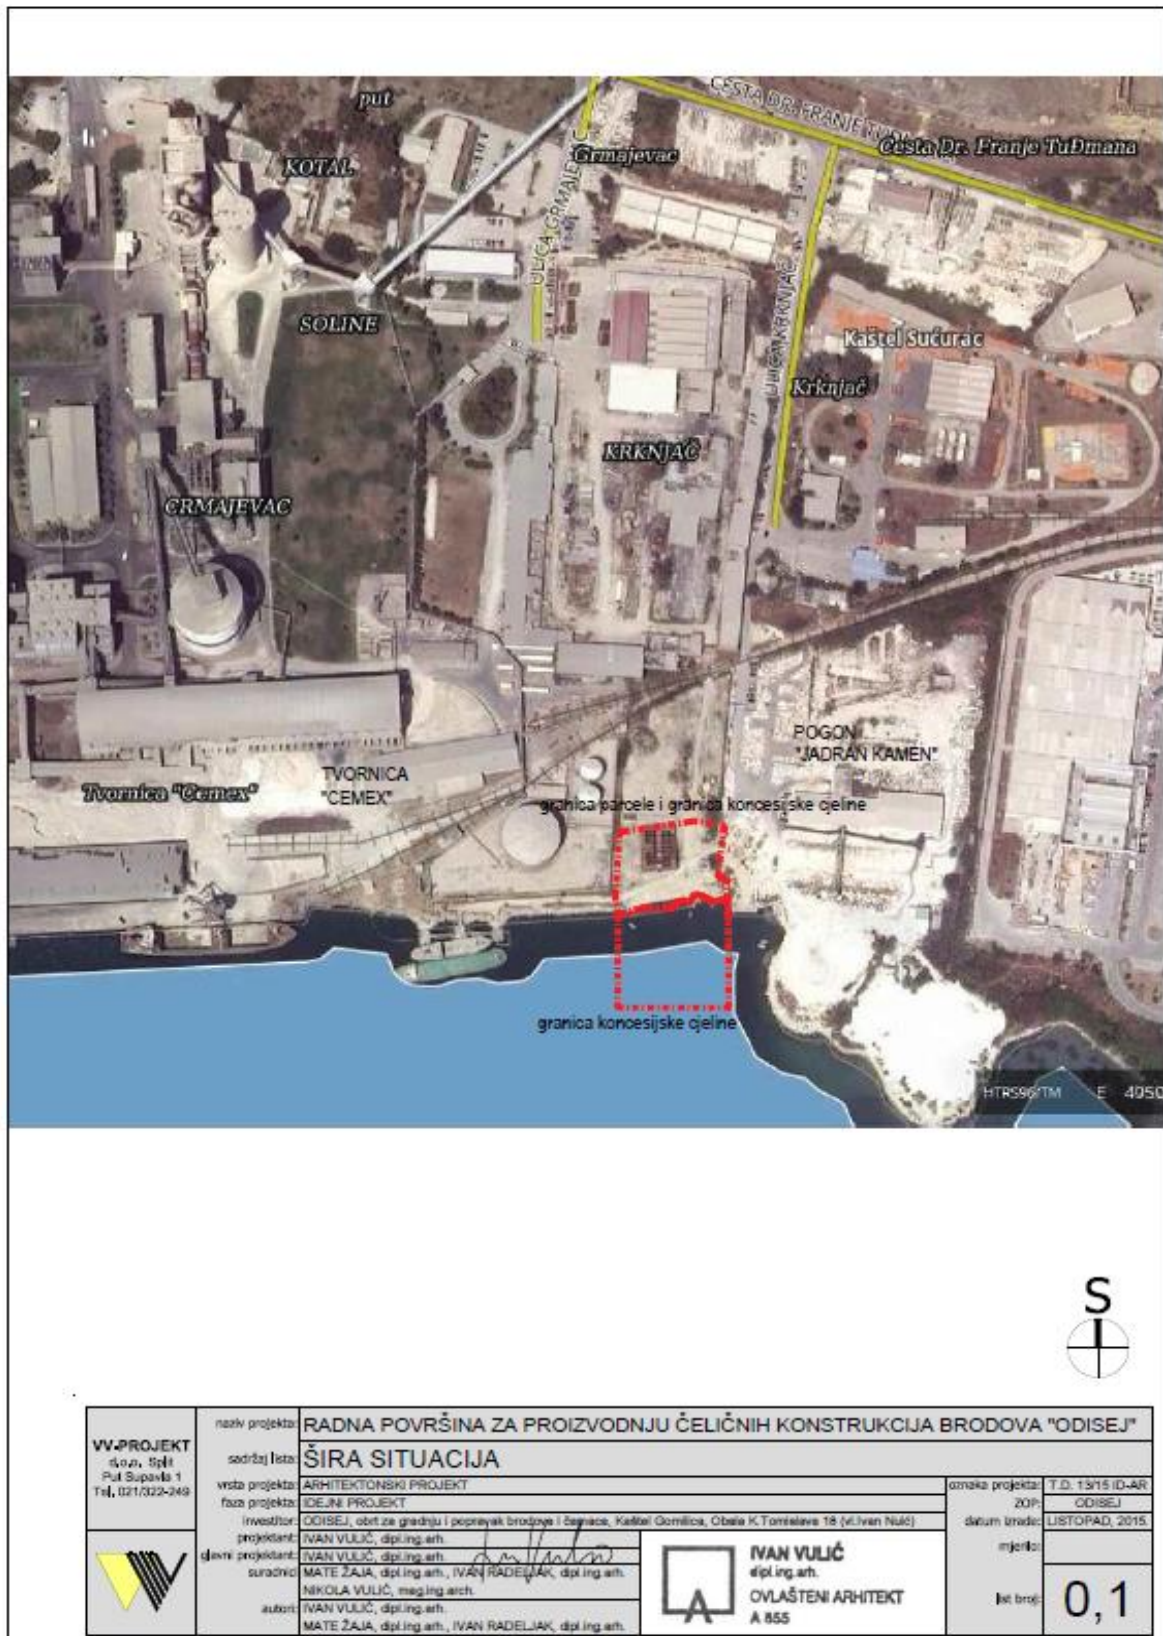 put
CESTA DR. FRANJE TUĐ
Grmajevac
Cesta Dr. Franje TuĐmana
KOTAL
ULICA GRMAJEVAC
ULICA KRKNJAČ
SOLINE
Kaštel Sućurac
Krknjač
KRKNJAČ
CRMAJEVAC
POGON
"JADRAN KAMEN"
TVORNICA
"CEMEX"
Tvornica "Cemex"
granica parcele i granica koncesijske cjeline
granica koncesijske cjeline
HTRS96/TM E 4950
S
VV-PROJEKT
d.o.o. Split
Put Supavla 1
Tel. 021/322-249
naziv projekta: RADNA POVRŠINA ZA PROIZVODNJU ČELIČNIH KONSTRUKCIJA BRODOVA "ODISEJ"
sadržaj lista: ŠIRA SITUACIJA
vrsta projekta: ARHITEKTONSKI PROJEKT
oznaka projekta: T.D. 13/15 ID-AR
faza projekta: IDEJNI PROJEKT
ZOP: ODISEJ
investitor: ODISEJ, obrt za gradnju i popravak brodova i čamaca, Kaštel Gomilica, Obala K.Tomislava 18 (vl.Ivan Nuić)
datum izrade: LISTOPAD, 2015.
projektant: IVAN VULIĆ, dipl.ing.arh.
glavni projektant: IVAN VULIĆ, dipl.ing.arh.
mjerilo:
suradnici: MATE ŽAJA, dipl.ing.arh., IVAN RADELJAK, dipl.ing.arh.
NIKOLA VULIĆ, mag.ing.arch.
autori: IVAN VULIĆ, dipl.ing.arh.
MATE ŽAJA, dipl.ing.arh., IVAN RADELJAK, dipl.ing.arh.
IVAN VULIĆ
dipl.ing.arh.
OVLAŠTENI ARHITEKT
A 855
list broj: 0,1